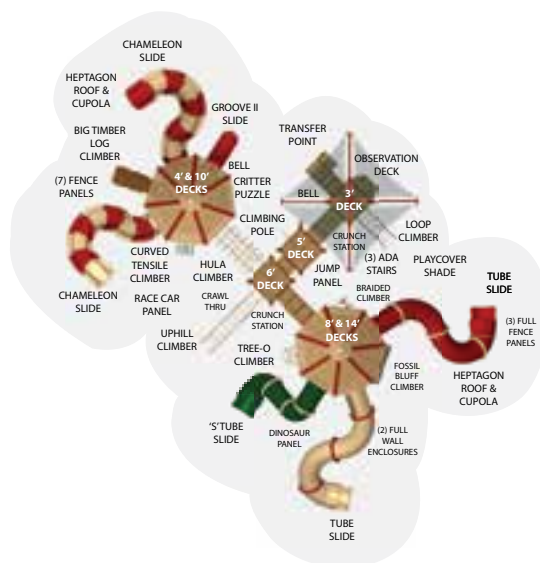 CHAMELEON
SLIDE
HEPTAGON
ROOF &
CUPOLA
GROOVE II
SLIDE
BIG TIMBER
LOG
CLIMBER
TRANSFER
POINT
OBSERVATION
DECK
BELL
4' & 10'
DECKS
CRITTER
PUZZLE
(7) FENCE
PANELS
BELL
3'
DECK
CLIMBING
POLE
LOOP
CLIMBER
CRUNCH
STATION
5'
DECK
CURVED
TENSILE
CLIMBER
HULA
CLIMBER
6'
DECK
JUMP
PANEL
(3) ADA
STAIRS
PLAYCOVER
SHADE
CHAMELEON
SLIDE
RACE CAR
PANEL
CRAWL
THRU
BRAIDED
CLIMBER
TUBE
SLIDE
UPHILL
CLIMBER
CRUNCH
STATION
8' & 14'
DECKS
(3) FULL
FENCE
PANELS
TREE-O
CLIMBER
FOSSIL
BLUFF
CLIMBER
HEPTAGON
ROOF &
CUPOLA
'S'TUBE
SLIDE
DINOSAUR
PANEL
(2) FULL
WALL
ENCLOSURES
TUBE
SLIDE